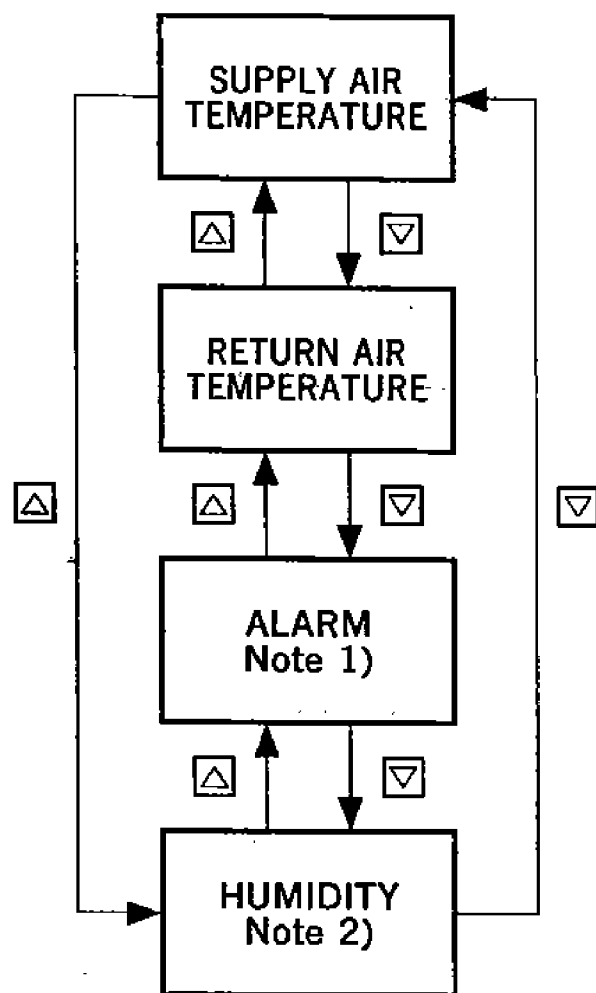 SUPPLY AIR
TEMPERATURE
RETURN AIR
TEMPERATURE
ALARM
Note 1)
HUMIDITY
Note 2)